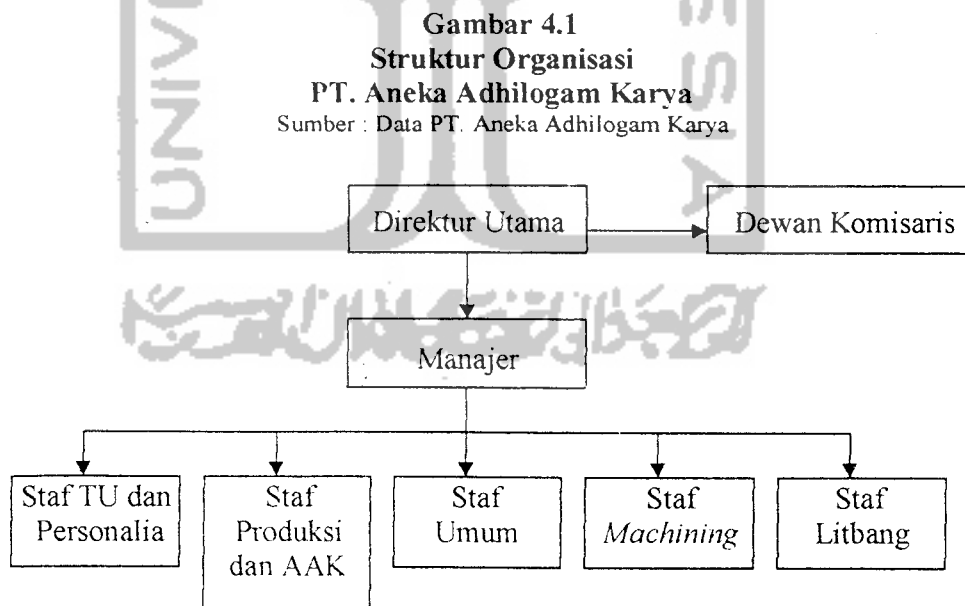 Gambar 4.1
Struktur Organisasi
PT. Aneka Adhilogam Karya
Sumber : Data PT. Aneka Adhilogam Karya
Direktur Utama
Dewan Komisaris
Manajer
Staf TU dan
Personalia
Staf
Produksi
dan AAK
Staf
Umum
Staf
Machining
Staf
Litbang